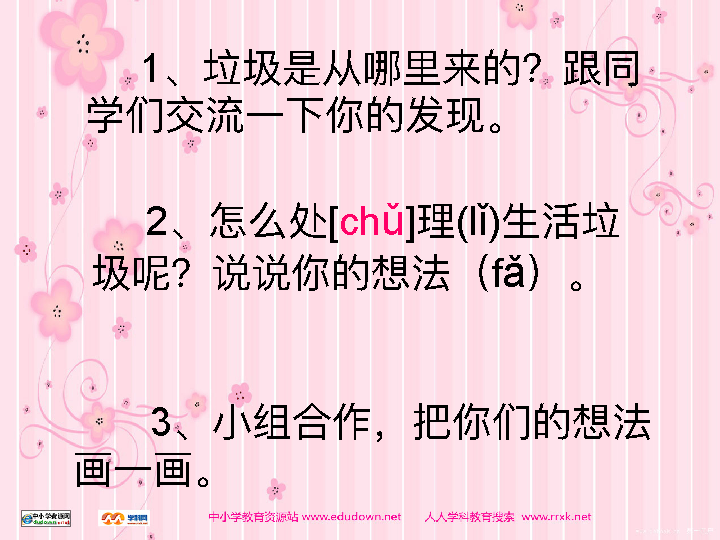 1、垃圾是从哪里来的？跟同
学们交流一下你的发现。
2、怎么处[chǔ]理(lǐ)生活垃
圾呢？说说你的想法（fǎ）。
3、小组合作，把你们的想法
画一画。
中小学教育资源站 www.edudown.net 人人学科教育搜索 www.rrxk.net